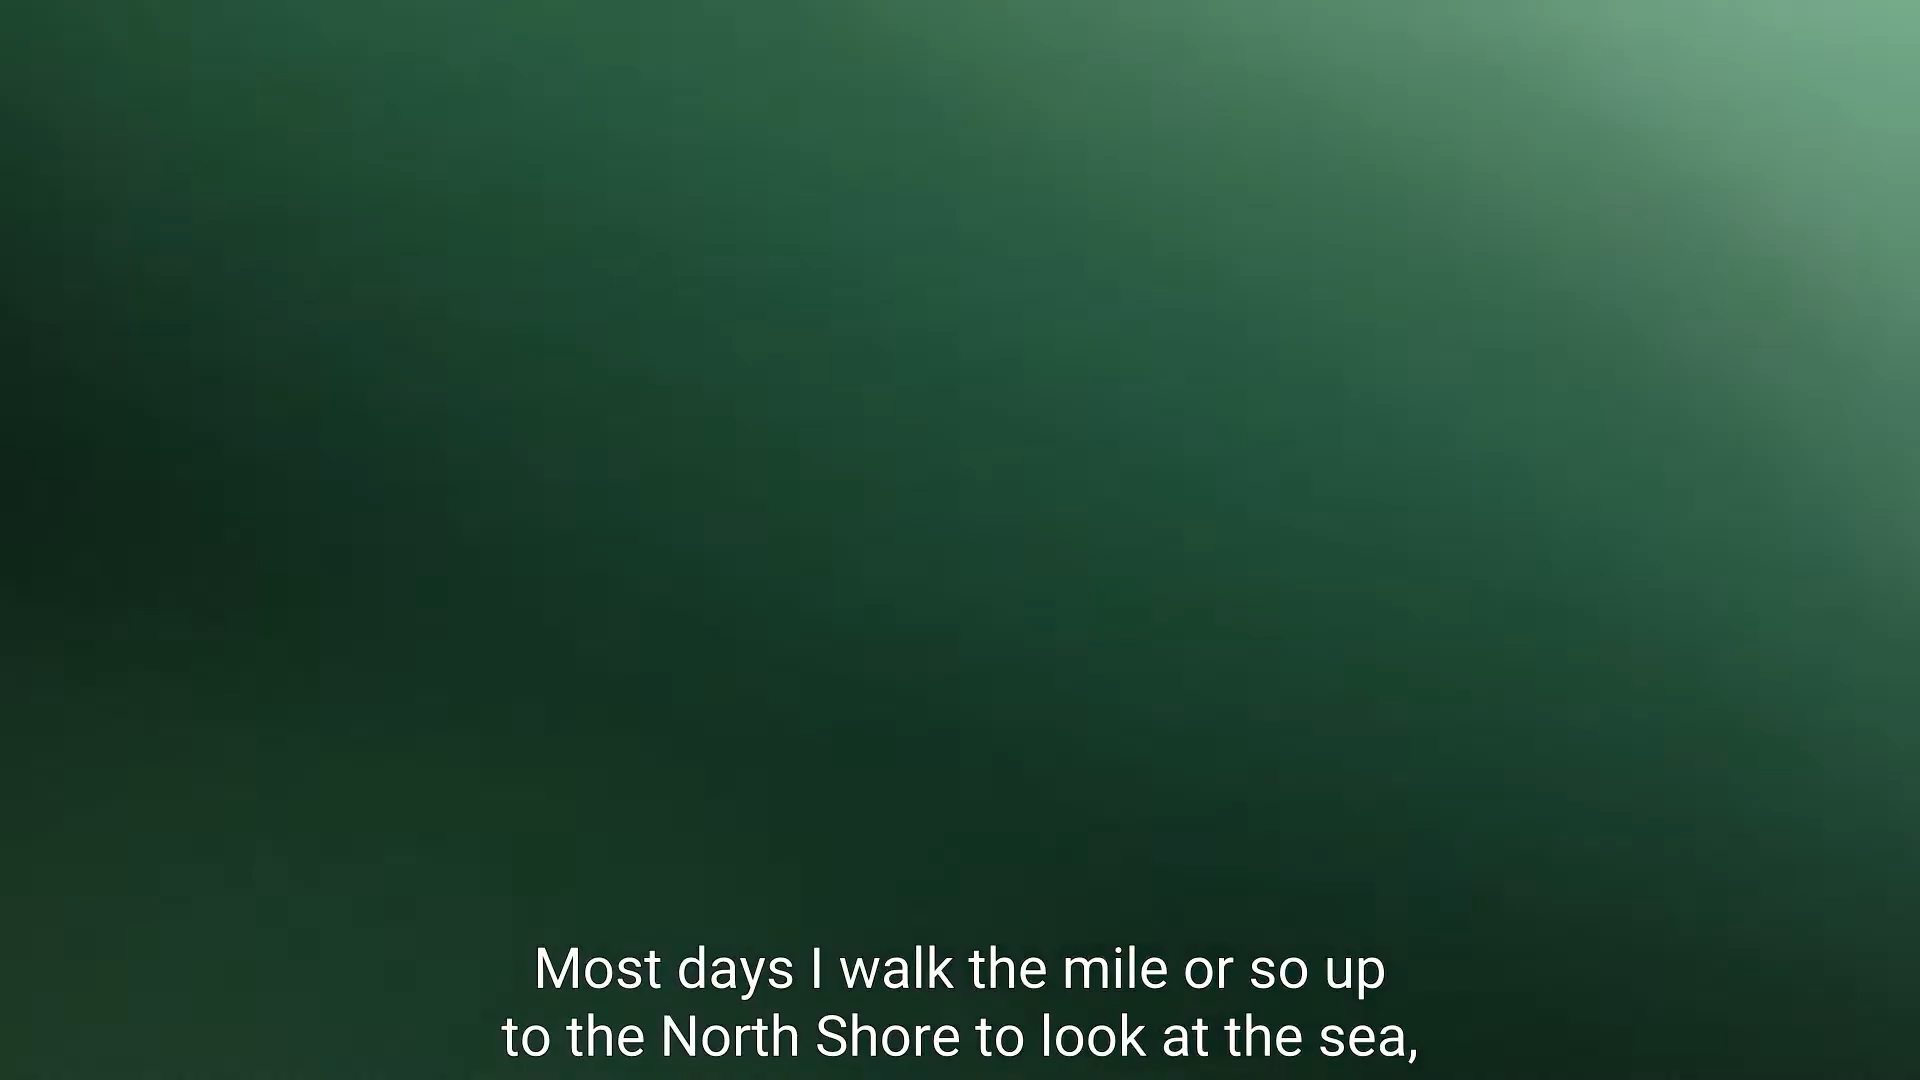 Most days I walk the mile or so up
to the North Shore to look at the sea,